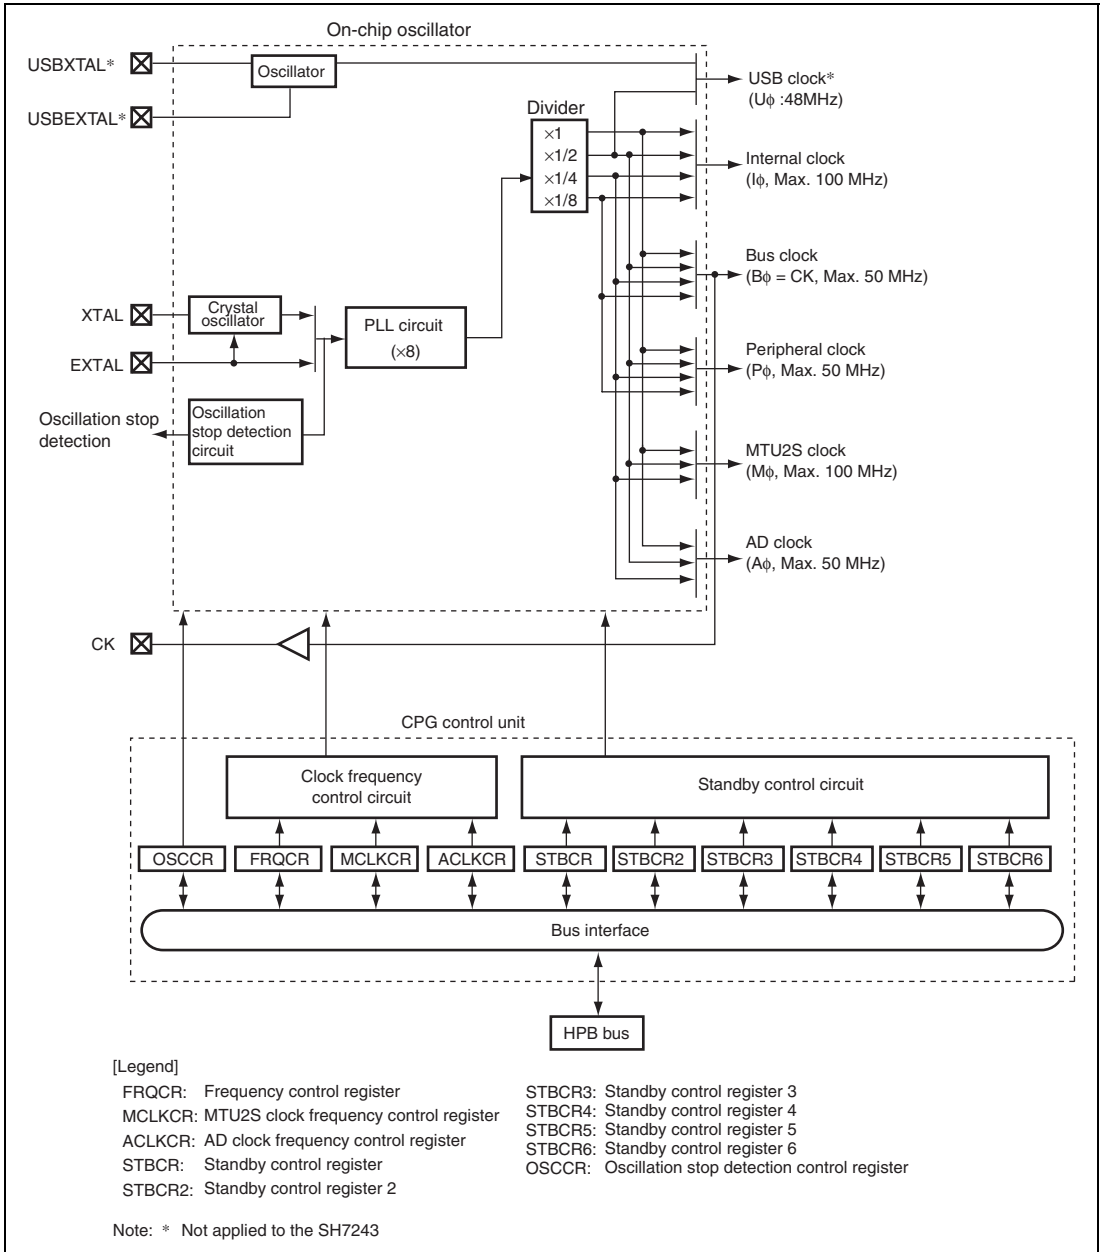 On-chip oscillator
USBXTAL*
Oscillator
USB clock*
(Uϕ :48MHz)
USBEXTAL*
Divider
×1
×1/2
×1/4
×1/8
Internal clock
(Iϕ, Max. 100 MHz)
Bus clock
(Bϕ = CK, Max. 50 MHz)
XTAL
Crystal
oscillator
PLL circuit
(×8)
EXTAL
Peripheral clock
(Pϕ, Max. 50 MHz)
Oscillation stop
detection
Oscillation
stop detection
circuit
MTU2S clock
(Mϕ, Max. 100 MHz)
AD clock
(Aϕ, Max. 50 MHz)
CK
CPG control unit
Clock frequency
control circuit
Standby control circuit
OSCCR
FRQCR
MCLKCR
ACLKCR
STBCR
STBCR2
STBCR3
STBCR4
STBCR5
STBCR6
Bus interface
HPB bus
[Legend]
FRQCR: Frequency control register
MCLKCR: MTU2S clock frequency control register
ACLKCR: AD clock frequency control register
STBCR: Standby control register
STBCR2: Standby control register 2
STBCR3: Standby control register 3
STBCR4: Standby control register 4
STBCR5: Standby control register 5
STBCR6: Standby control register 6
OSCCR: Oscillation stop detection control register
Note: * Not applied to the SH7243